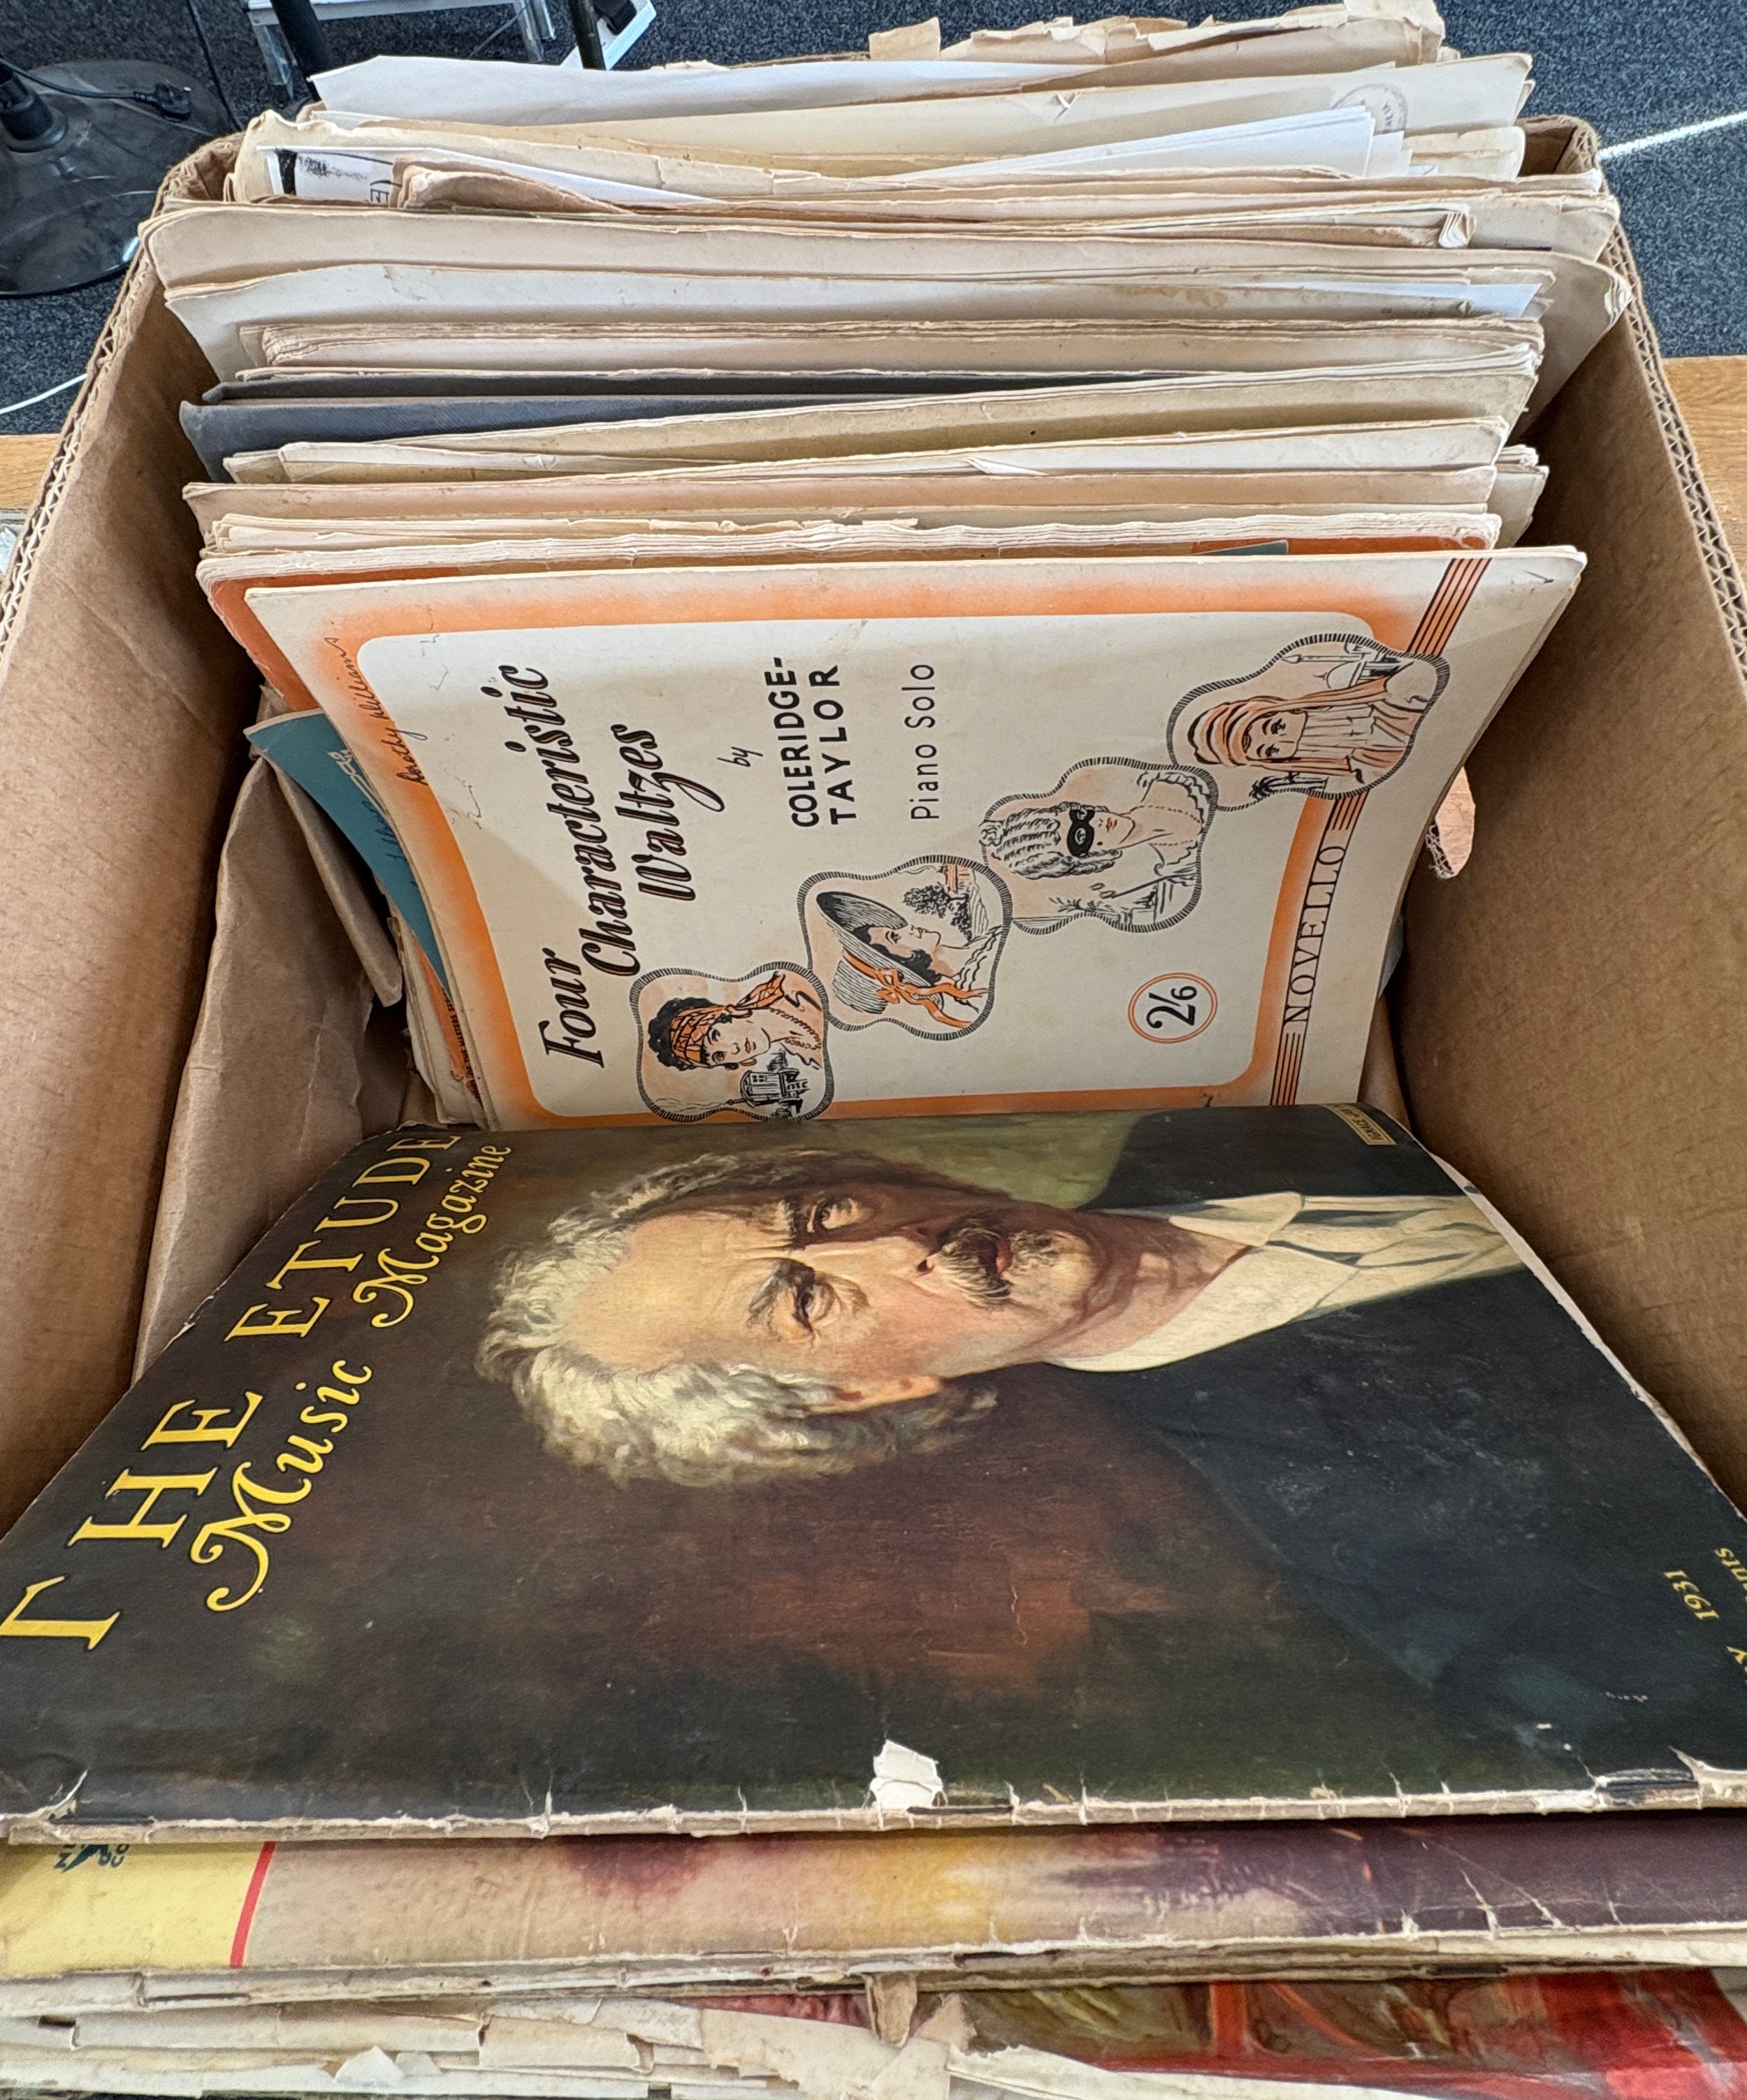 Four
Characteristic
Waltzes
by
COLERIDGE-
TAYLOR
Piano Solo
2/6
NOVELLO
THE ETUDE
Music Magazine
1931